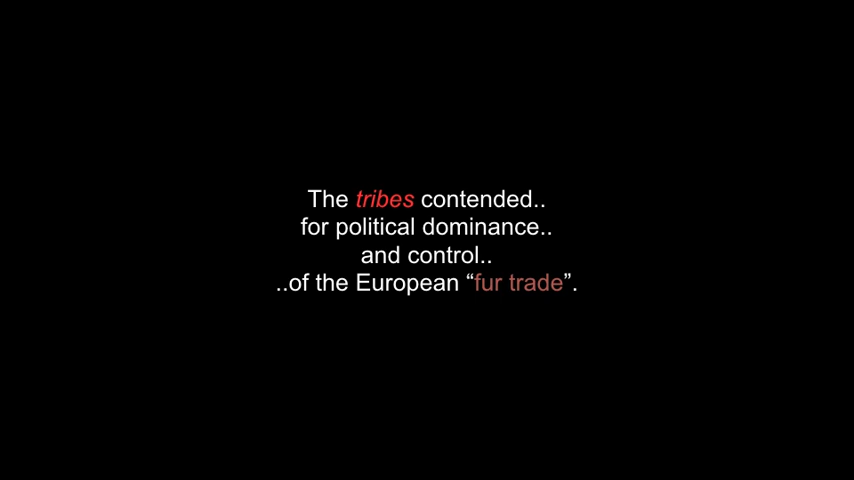 The tribes contended..
for political dominance..
and control..
..of the European “fur trade”.